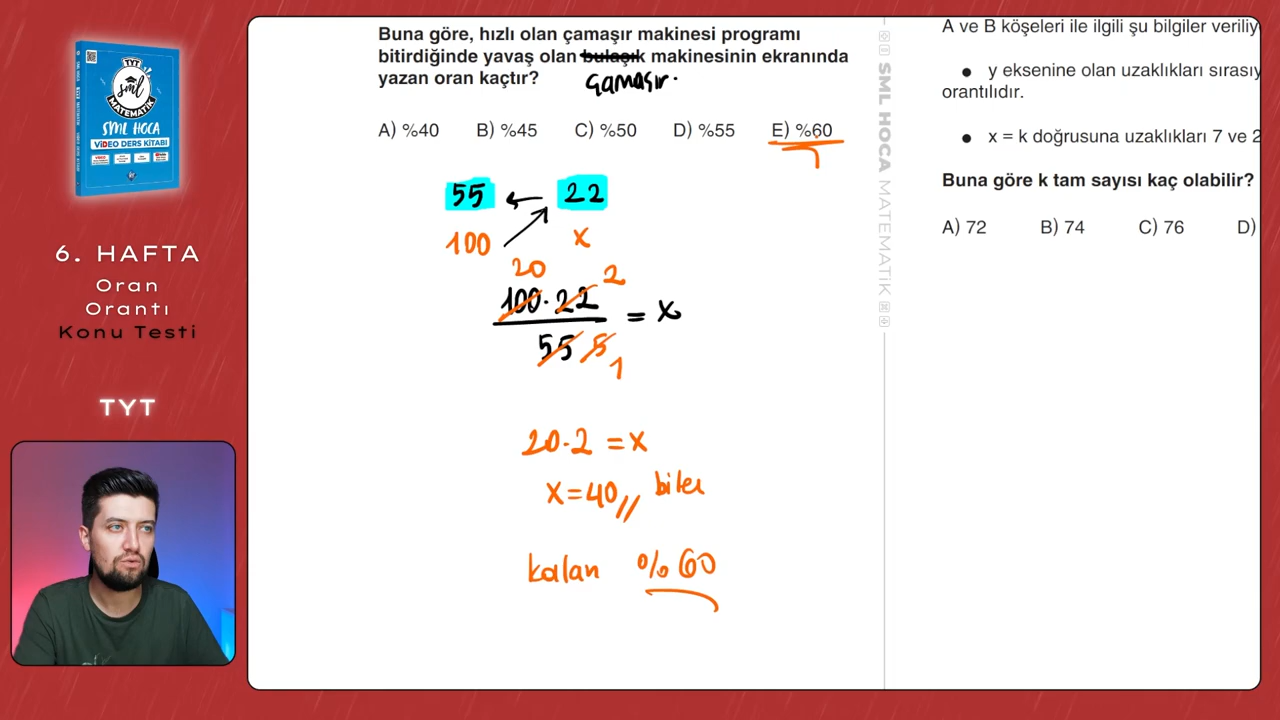 TYT
sml
MATEMATİK
SML HOCA
VİDEO DERS KİTABI
6. HAFTA
Oran
Orantı
Konu Testi
TYT
Buna göre, hızlı olan çamaşır makinesi programı
bitirdiğinde yavaş olan bulaşık makinesinin ekranında
yazan oran kaçtır?
Çamaşır.
A) %40 B) %45 C) %50 D) %55 E) %60
55 22
100 x
20 2
100.22
= x
55 5
1
20.2 = x
x=40 biter
kalan %60
SML HOCA MATEMATİK
A ve B köşeleri ile ilgili şu bilgiler veriliy
• y eksenine olan uzaklıkları sırasıy
orantılıdır.
• x = k doğrusuna uzaklıkları 7 ve 2
Buna göre k tam sayısı kaç olabilir?
A) 72 B) 74 C) 76 D)